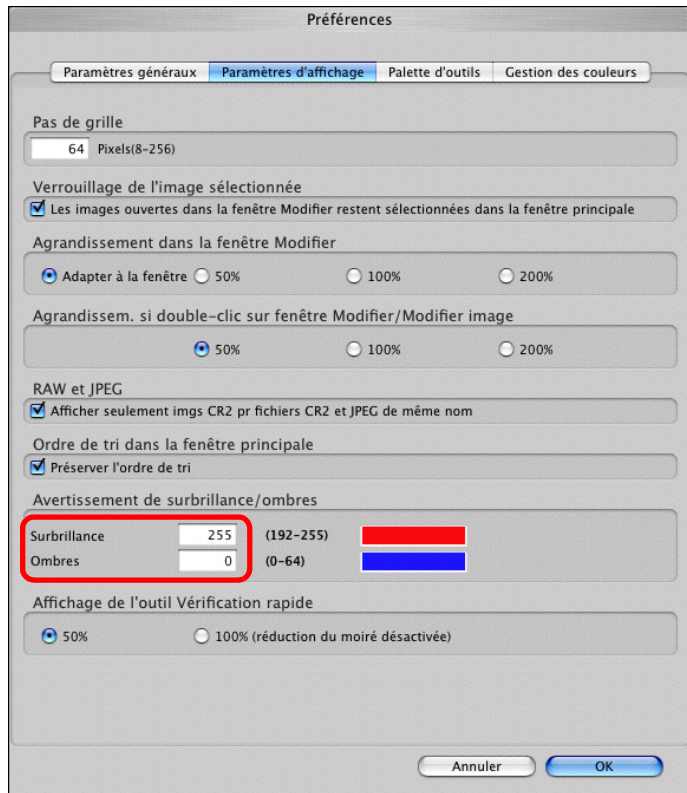 Préférences
Paramètres généraux Paramètres d'affichage Palette d'outils Gestion des couleurs
Pas de grille
64 Pixels(8-256)
Verrouillage de l'image sélectionnée
Les images ouvertes dans la fenêtre Modifier restent sélectionnées dans la fenêtre principale
Agrandissement dans la fenêtre Modifier
Adapter à la fenêtre 50% 100% 200%
Agrandissem. si double-clic sur fenêtre Modifier/Modifier image
50% 100% 200%
RAW et JPEG
Afficher seulement imgs CR2 pr fichiers CR2 et JPEG de même nom
Ordre de tri dans la fenêtre principale
Préserver l'ordre de tri
Avertissement de surbrillance/ombres
Surbrillance 255 (192-255)
Ombres 0 (0-64)
Affichage de l'outil Vérification rapide
50% 100% (réduction du moiré désactivée)
Annuler OK